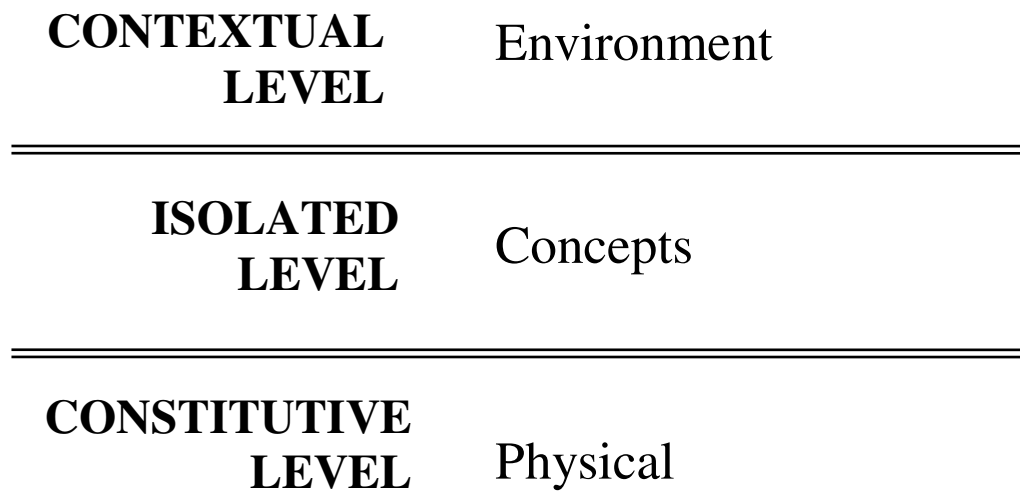 CONTEXTUAL
LEVEL
Environment
ISOLATED
LEVEL
Concepts
CONSTITUTIVE
LEVEL
Physical